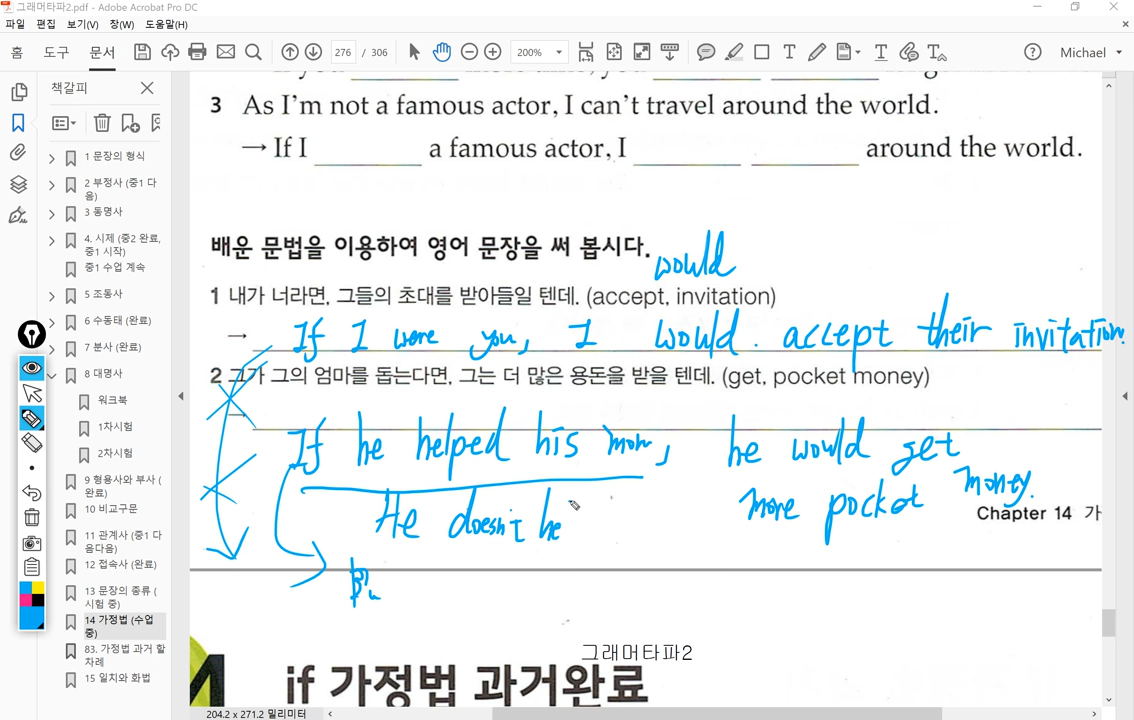 그래머타파2.pdf - Adobe Acrobat Pro DC
파일 편집 보기(V) 창(W) 도움말(H)
홈 도구 문서 276 / 306 200% Michael
책갈피
1 문장의 형식
2 부정사 (중1 다음)
3 동명사
4. 시제 (중2 완료, 중1 시작)
중1 수업 계속
5 조동사
6 수동태 (완료)
7 분사 (완료)
8 대명사
워크북
1차시험
2차시험
9 형용사와 부사 (완료)
10 비교구문
11 관계사 (중1 다음다음)
12 접속사 (완료)
13 문장의 종류 (시험 중)
14 가정법 (수업 중)
83. 가정법 과거 할 차례
15 일치와 화법
3 As I'm not a famous actor, I can't travel around the world.
→ If I a famous actor, I around the world.
배운 문법을 이용하여 영어 문장을 써 봅시다.
would
1 내가 너라면, 그들의 초대를 받아들일 텐데. (accept, invitation)
→ If I were you, I would. accept their invitation.
2 그가 그의 엄마를 돕는다면, 그는 더 많은 용돈을 받을 텐데. (get, pocket money)
→
If he helped his mom, he would get
more pocket money.
He doesn't he
Chapter 14 가
그래머타파2
if 가정법 과거완료
204.2 x 271.2 밀리미터